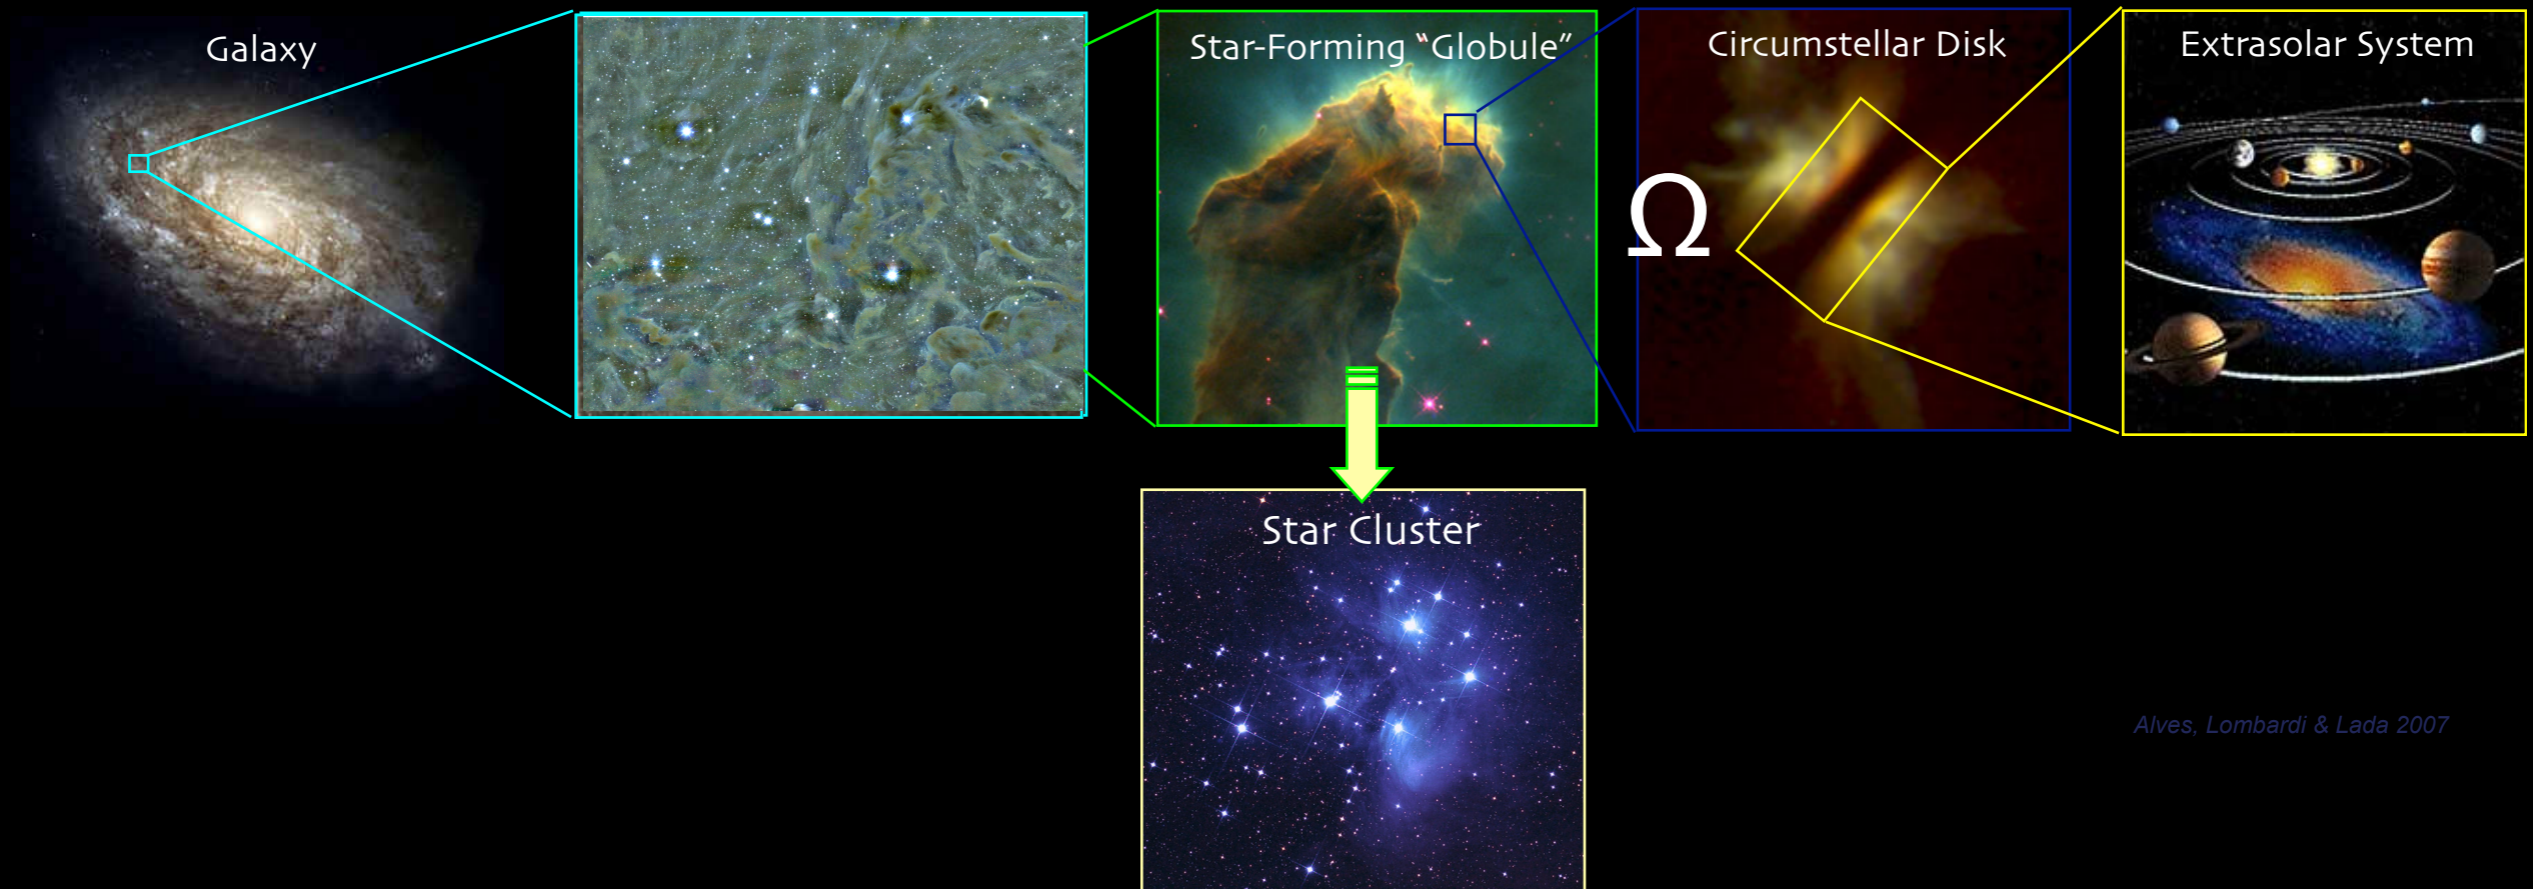 Galaxy
Star-Forming “Globule”
Circumstellar Disk
Extrasolar System
Ω
Star Cluster
Alves, Lombardi & Lada 2007